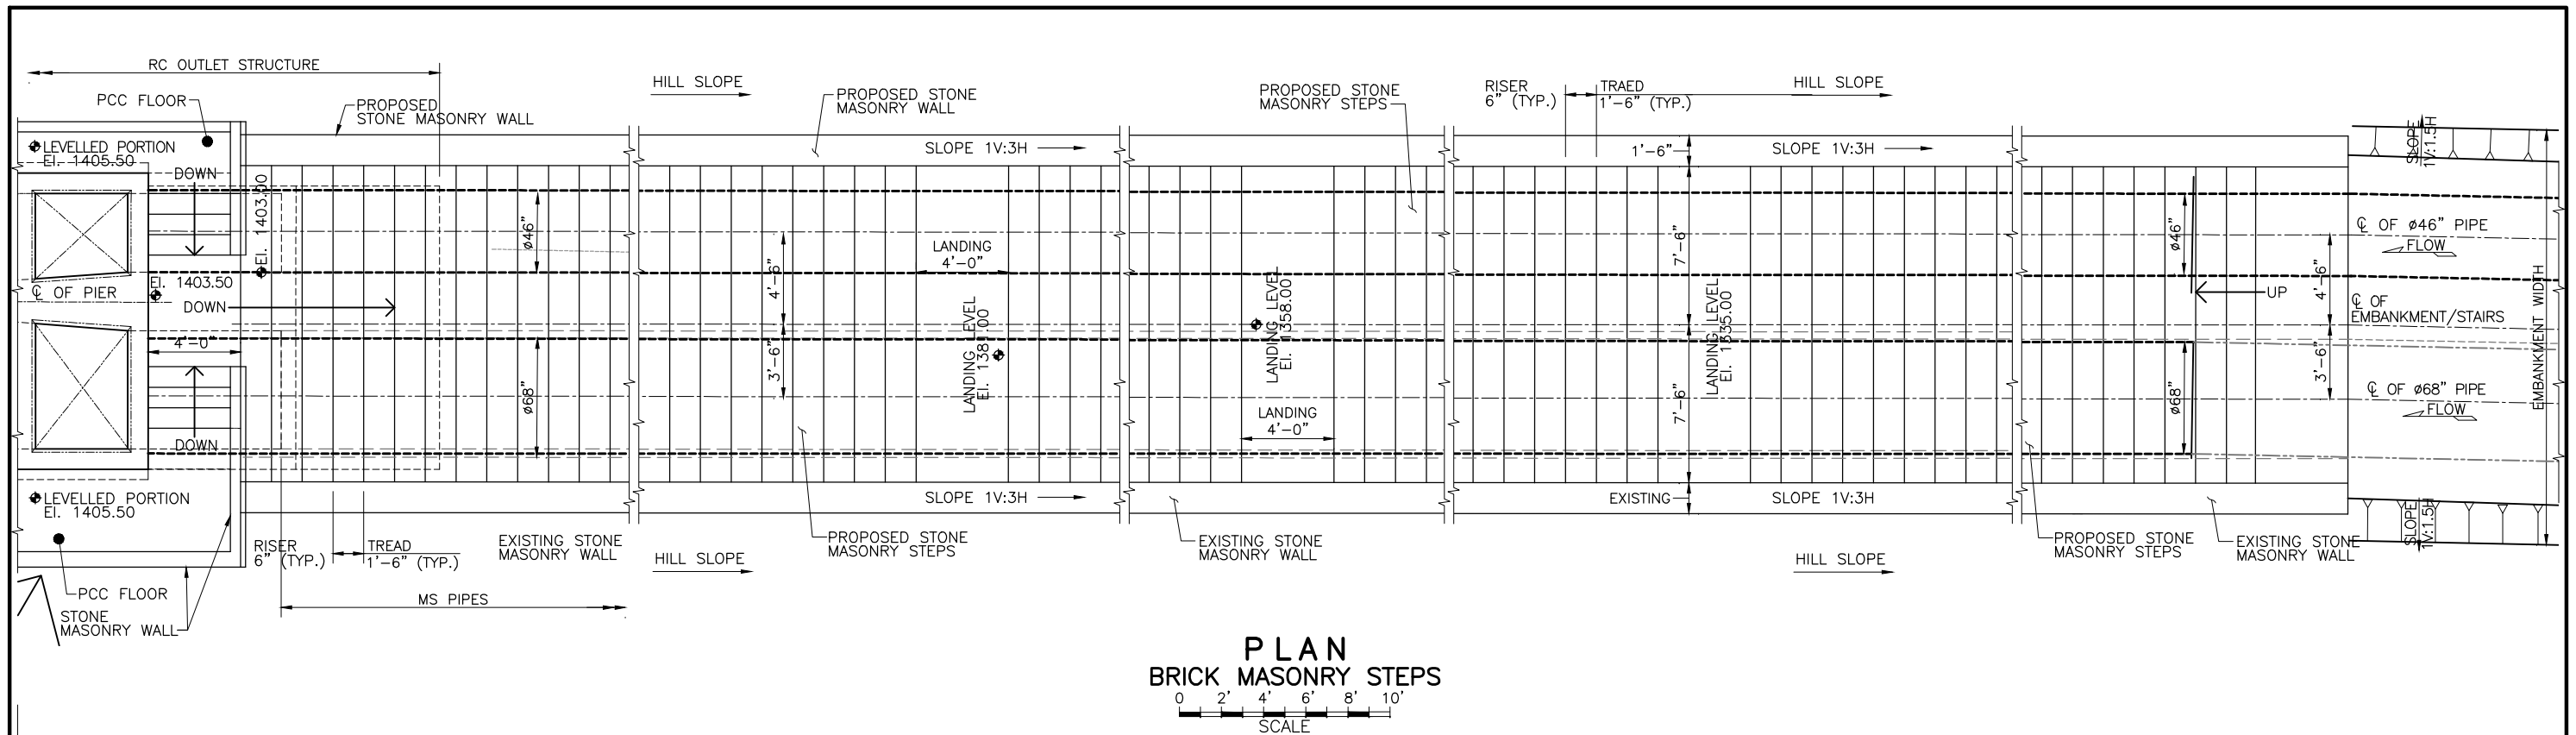 RC OUTLET STRUCTURE
PCC FLOOR
PROPOSED
STONE MASONRY WALL
HILL SLOPE
PROPOSED STONE
MASONRY WALL
PROPOSED STONE
MASONRY STEPS
RISER
6" (TYP.)
TRAED
1'-6" (TYP.)
HILL SLOPE
LEVELLED PORTION
El. 1405.50
DOWN
El. 1403.00
SLOPE 1V:3H
1'-6"
SLOPE 1V:3H
SLOPE
1V:1.5H
ø46"
LANDING
4'-0"
4'-6"
7'-6"
ø46"
℄ OF ø46" PIPE
FLOW
4'-6"
℄ OF PIER
El. 1403.50
DOWN
UP
℄ OF
EMBANKMENT/STAIRS
EMBANKMENT WIDTH
4'-0"
3'-6"
LANDING LEVEL
LANDING LEVEL
El. 1358.00
LANDING LEVEL
El. 1335.00
3'-6"
ø68"
LANDING
4'-0"
7'-6"
ø68"
℄ OF ø68" PIPE
FLOW
DOWN
LEVELLED PORTION
El. 1405.50
SLOPE 1V:3H
EXISTING
SLOPE 1V:3H
SLOPE
1V:1.5H
RISER
6" (TYP.)
TREAD
1'-6" (TYP.)
EXISTING STONE
MASONRY WALL
HILL SLOPE
PROPOSED STONE
MASONRY STEPS
EXISTING STONE
MASONRY WALL
HILL SLOPE
PROPOSED STONE
MASONRY STEPS
EXISTING STONE
MASONRY WALL
PCC FLOOR
STONE
MASONRY WALL
MS PIPES
PLAN
BRICK MASONRY STEPS
0 2' 4' 6' 8' 10'
SCALE